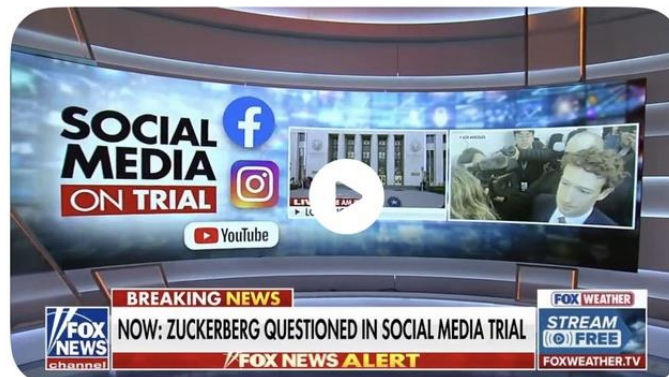 SOCIAL
MEDIA
ON TRIAL
YouTube
LOS ANGELES
BREAKING NEWS
FOX
NEWS
channel
NOW: ZUCKERBERG QUESTIONED IN SOCIAL MEDIA TRIAL
FOX NEWS ALERT
FOX WEATHER
STREAM
FREE
FOXWEATHER.TV